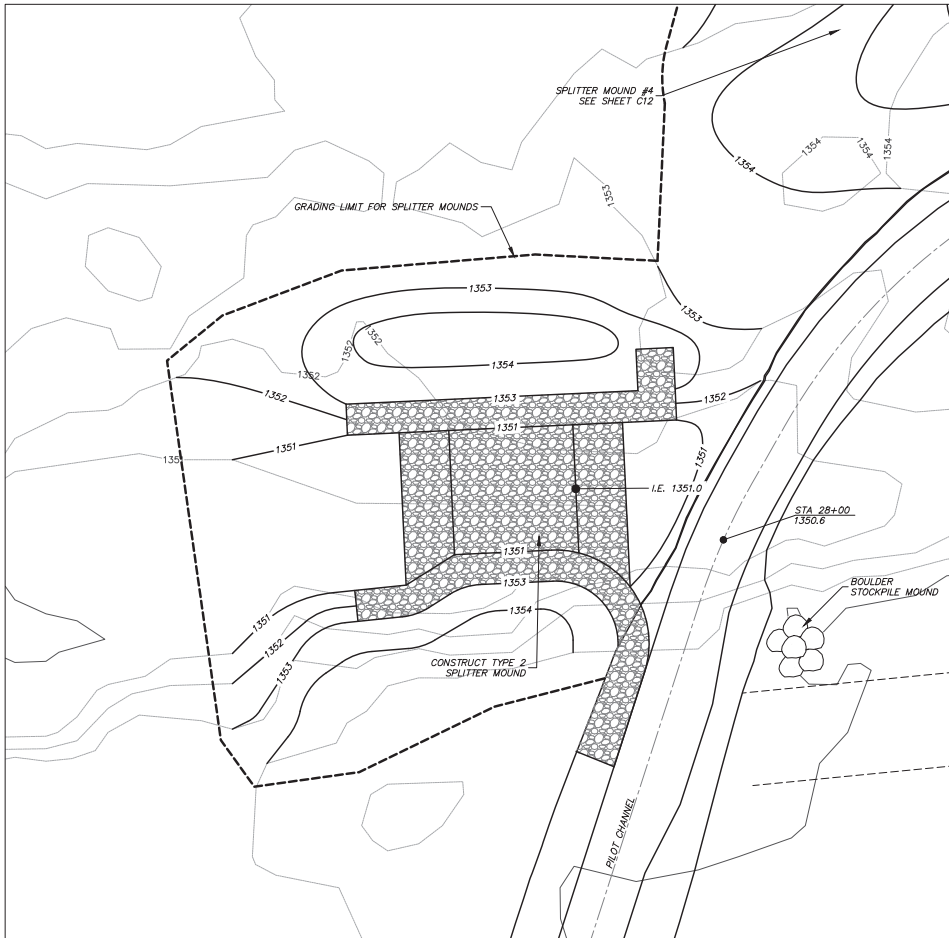 SPLITTER MOUND #4
SEE SHEET C12
1354
1354
1354
1354
1353
GRADING LIMIT FOR SPLITTER MOUNDS
1353
1353
1352
1352
1352
1354
1352
1353
1352
1351
1351
1351
135
I.E. 1351.0
STA 28+00
1350.6
1351
1353
1354
BOULDER
STOCKPILE MOUND
1351
1352
1353
CONSTRUCT TYPE 2
SPLITTER MOUND
PILOT CHANNEL